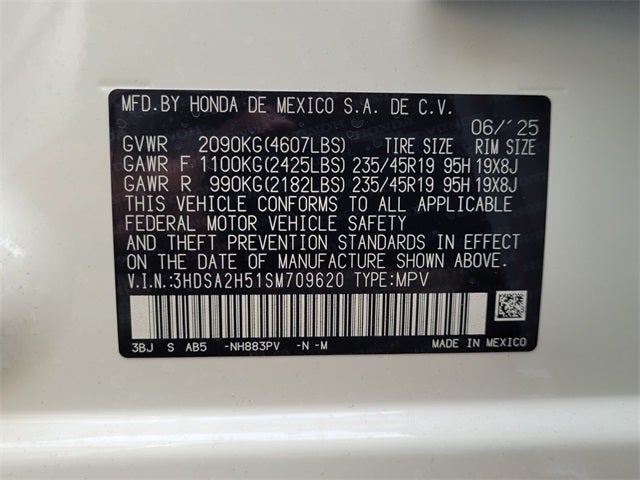 MFD.BY HONDA DE MEXICO S.A. DE C.V.
06/'25
GVWR 2090KG(4607LBS) TIRE SIZE RIM SIZE
GAWR F 1100KG(2425LBS) 235/45R19 95H 19X8J
GAWR R 990KG(2182LBS) 235/45R19 95H 19X8J
THIS VEHICLE CONFORMS TO ALL APPLICABLE
FEDERAL MOTOR VEHICLE SAFETY
AND THEFT PREVENTION STANDARDS IN EFFECT
ON THE DATE OF MANUFACTURE SHOWN ABOVE.
V.I.N.:3HDSA2H51SM709620 TYPE:MPV
3BJ S AB5 -NH883PV -N -M MADE IN MEXICO